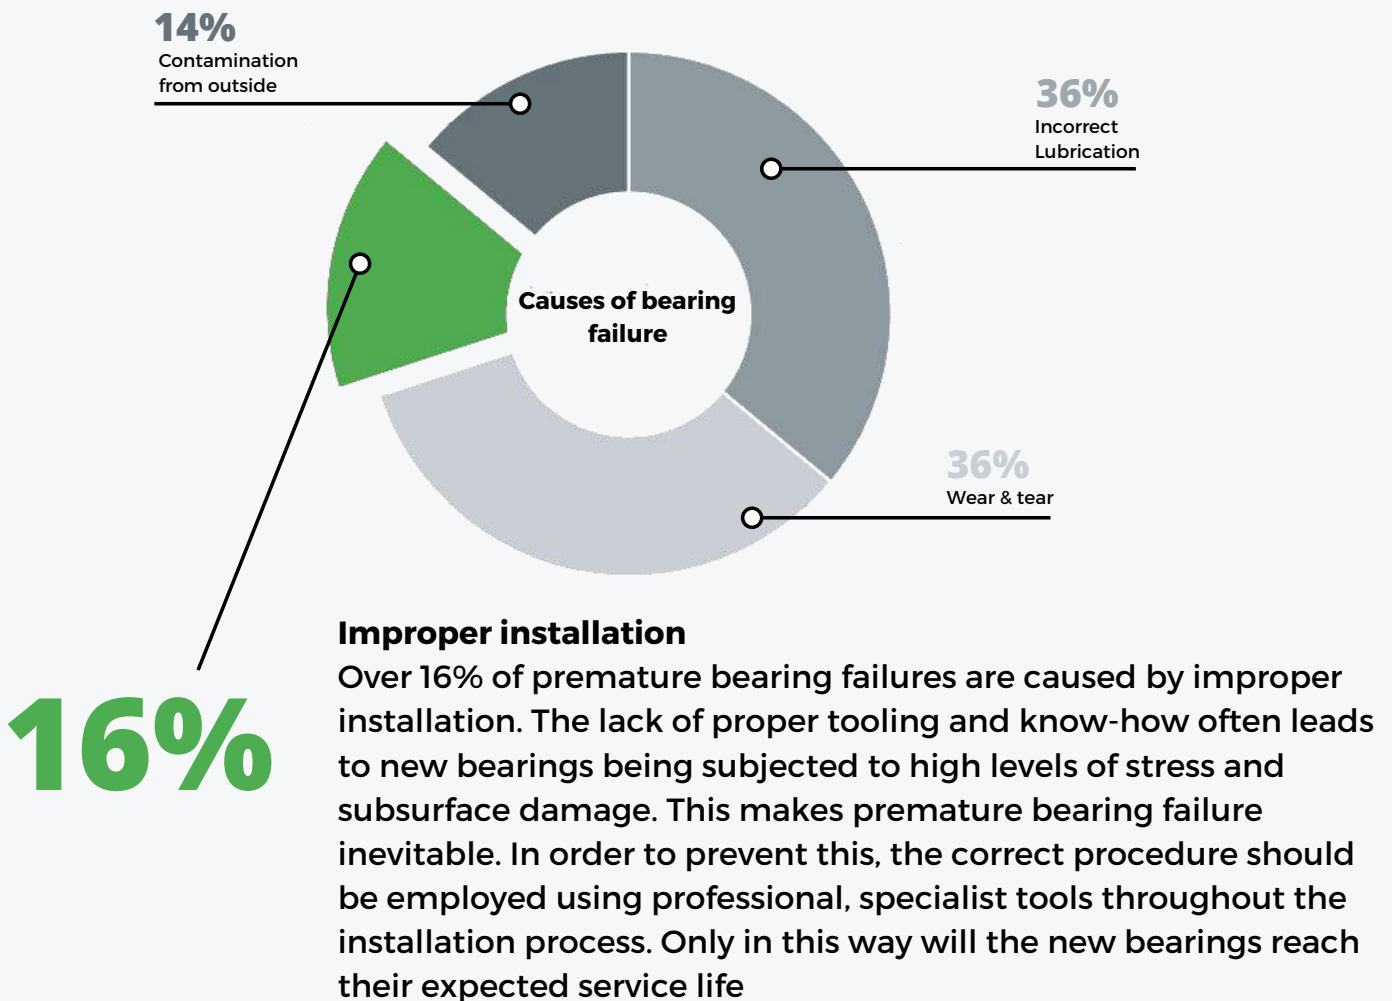 14%
Contamination
from outside
36%
Incorrect
Lubrication
Causes of bearing
failure
36%
Wear & tear
16%
Improper installation
Over 16% of premature bearing failures are caused by improper
installation. The lack of proper tooling and know-how often leads
to new bearings being subjected to high levels of stress and
subsurface damage. This makes premature bearing failure
inevitable. In order to prevent this, the correct procedure should
be employed using professional, specialist tools throughout the
installation process. Only in this way will the new bearings reach
their expected service life